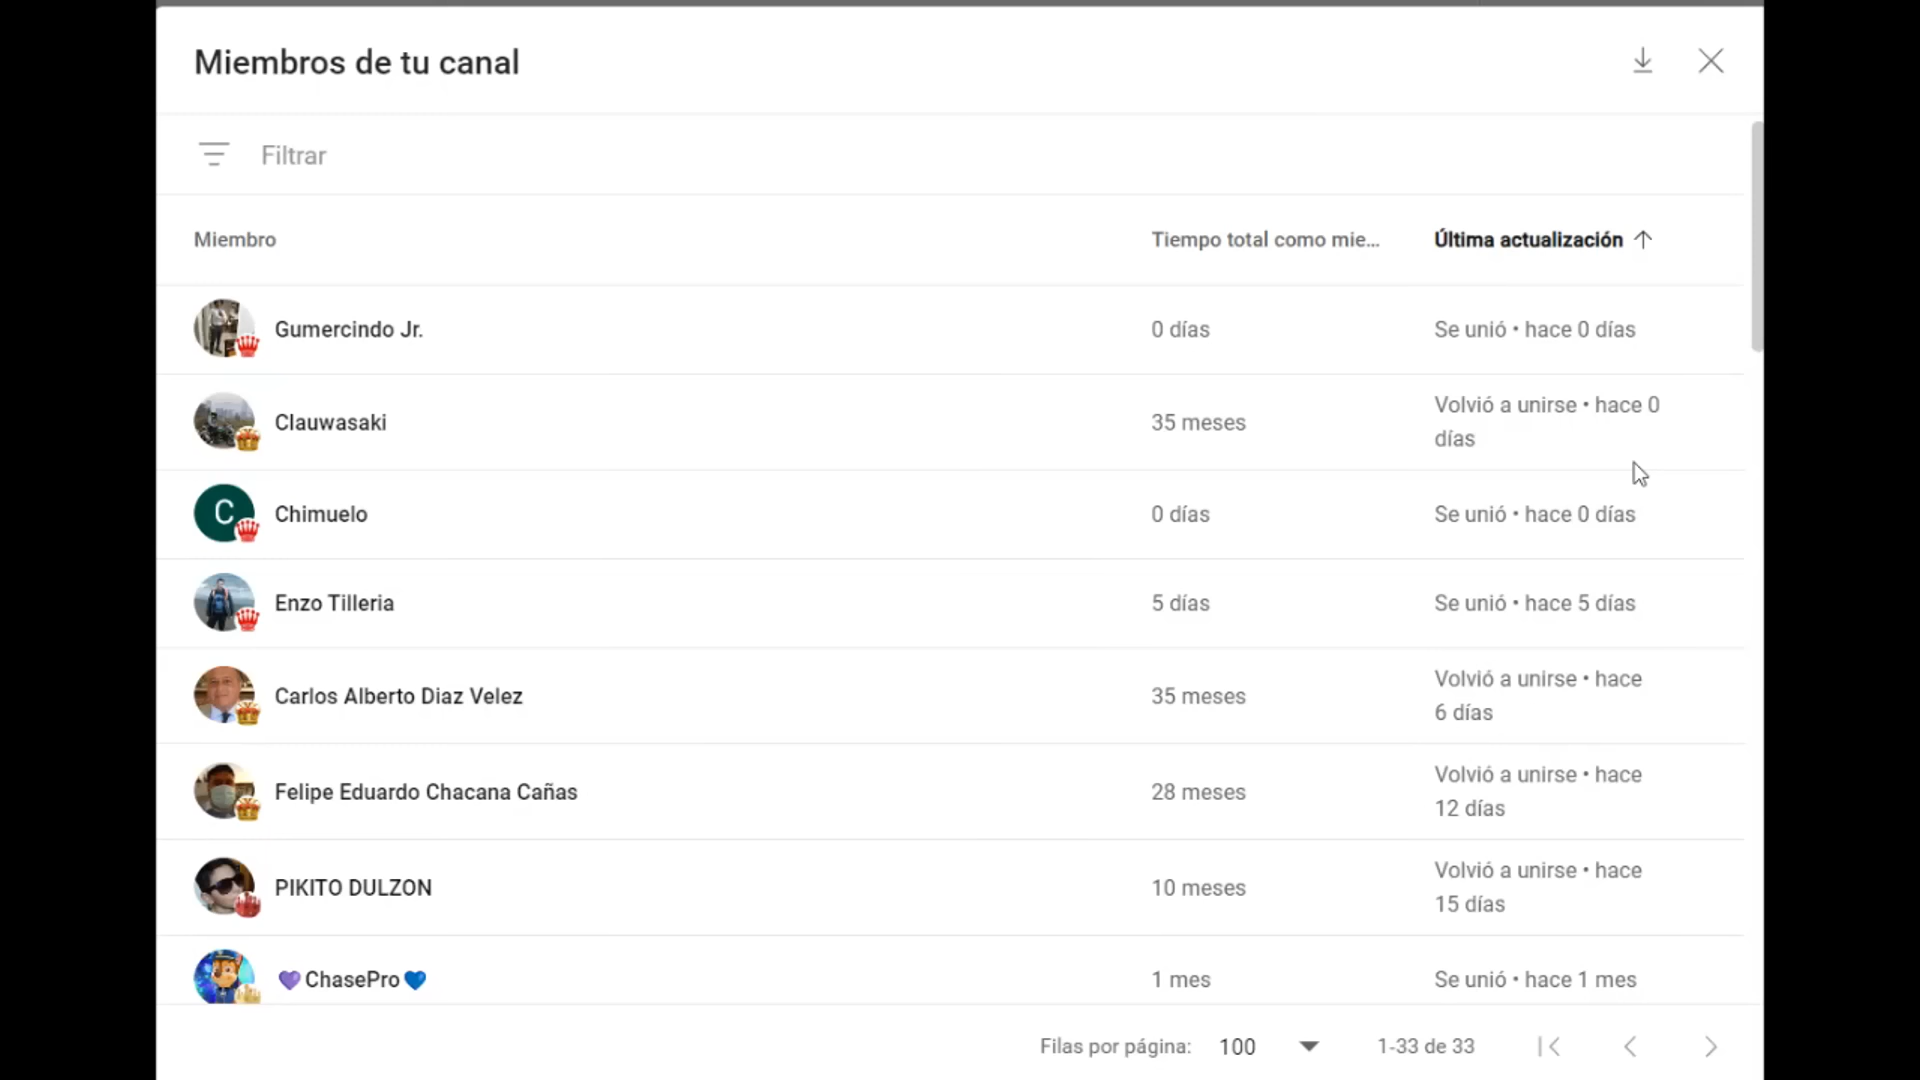 Miembros de tu canal
Filtrar
Miembro
Tiempo total como mie...
Última actualización
Gumercindo Jr.
0 días
Se unió • hace 0 días
Clauwasaki
35 meses
Volvió a unirse • hace 0
días
C
Chimuelo
0 días
Se unió • hace 0 días
Enzo Tilleria
5 días
Se unió • hace 5 días
Carlos Alberto Diaz Velez
35 meses
Volvió a unirse • hace
6 días
Felipe Eduardo Chacana Cañas
28 meses
Volvió a unirse • hace
12 días
PIKITO DULZON
10 meses
Volvió a unirse • hace
15 días
💜ChasePro💙
1 mes
Se unió • hace 1 mes
Filas por página: 100
1-33 de 33